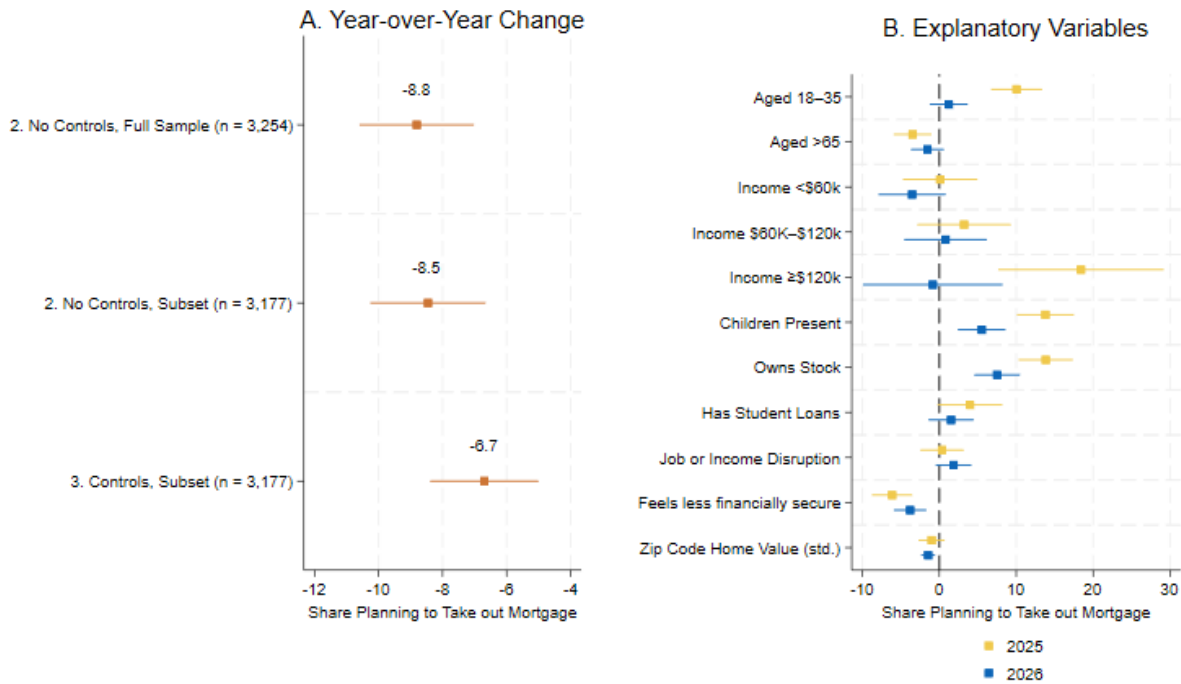 A. Year-over-Year Change
-8.8
2. No Controls, Full Sample (n = 3,254)
-8.5
2. No Controls, Subset (n = 3,177)
-6.7
3. Controls, Subset (n = 3,177)
-12 -10 -8 -6 -4
Share Planning to Take out Mortgage
B. Explanatory Variables
Aged 18–35
Aged >65
Income <$60k
Income $60K–$120k
Income ≥$120k
Children Present
Owns Stock
Has Student Loans
Job or Income Disruption
Feels less financially secure
Zip Code Home Value (std.)
-10 0 10 20 30
Share Planning to Take out Mortgage
2025
2026